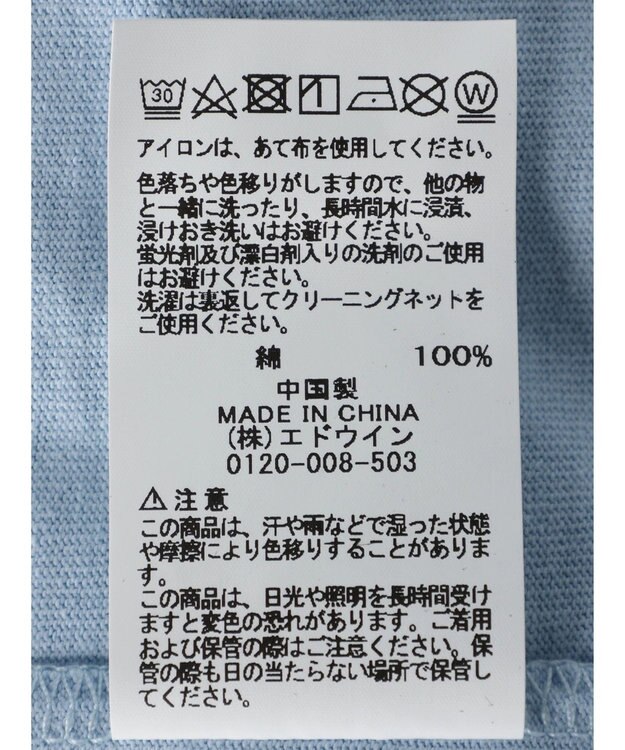 30 W
アイロンは、あて布を使用してください。
色落ちや色移りがしますので、他の物
と一緒に洗ったり、長時間水に浸漬、
浸けおき洗いはお避けください。
蛍光剤及び漂白剤入りの洗剤のご使用
はお避けください。
洗濯は裏返してクリーニングネットを
ご使用ください。
綿 100%
中国製
MADE IN CHINA
(株)エドウイン
0120-008-503
⚠注意
この商品は、汗や雨などで湿った状態
や摩擦により色移りすることがありま
す。
この商品は、日光や照明を長時間受け
ますと変色の恐れがあります。ご着用
および保管の際はご注意ください。保
管の際も日の当たらない場所で保管し
てください。